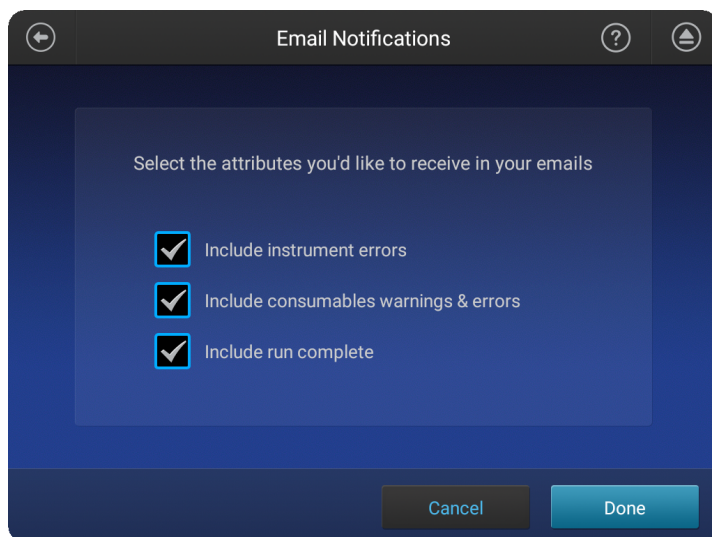 Email Notifications
?
Select the attributes you'd like to receive in your emails
Include instrument errors
Include consumables warnings & errors
Include run complete
Cancel
Done